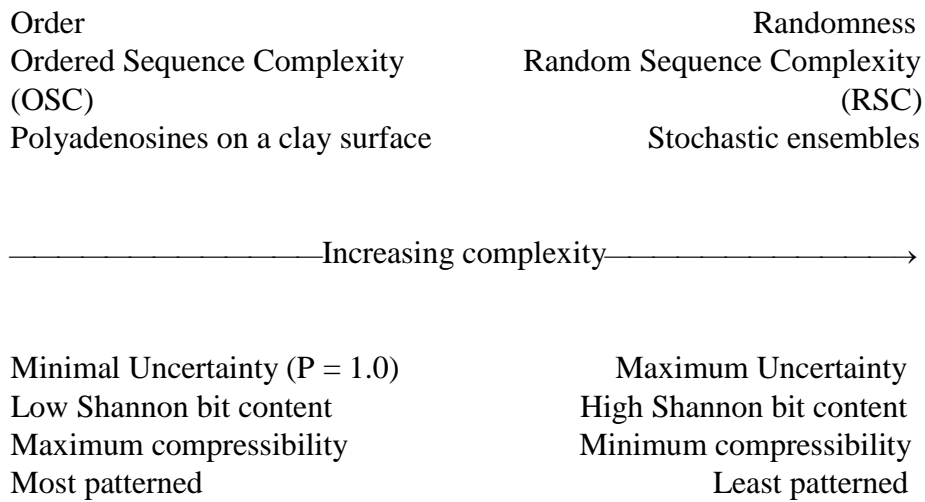 Order Randomness
Ordered Sequence Complexity Random Sequence Complexity
(OSC) (RSC)
Polyadenosines on a clay surface Stochastic ensembles
Increasing complexity
Minimal Uncertainty (P = 1.0) Maximum Uncertainty
Low Shannon bit content High Shannon bit content
Maximum compressibility Minimum compressibility
Most patterned Least patterned